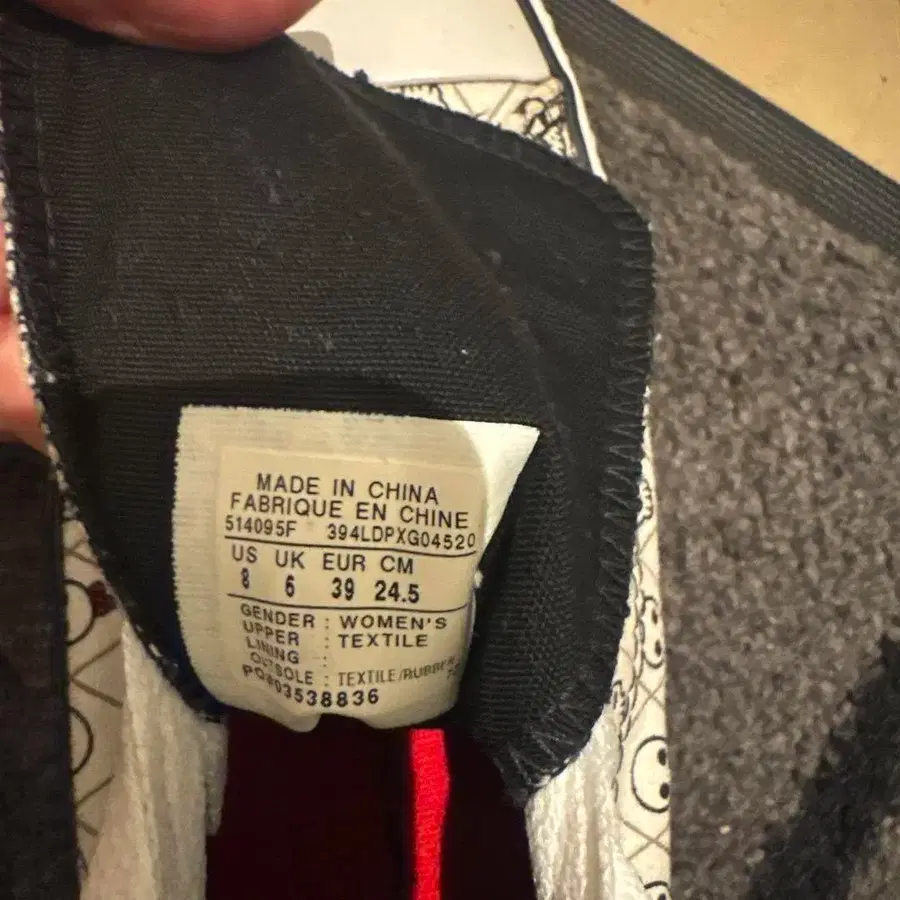 MADE IN CHINA
FABRIQUE EN CHINE
514095F 394LDPXG04520
US UK EUR CM
8 6 39 24.5
GENDER : WOMEN'S
UPPER : TEXTILE
LINING :
OUTSOLE : TEXTILE/RUBBER
PO#03538836